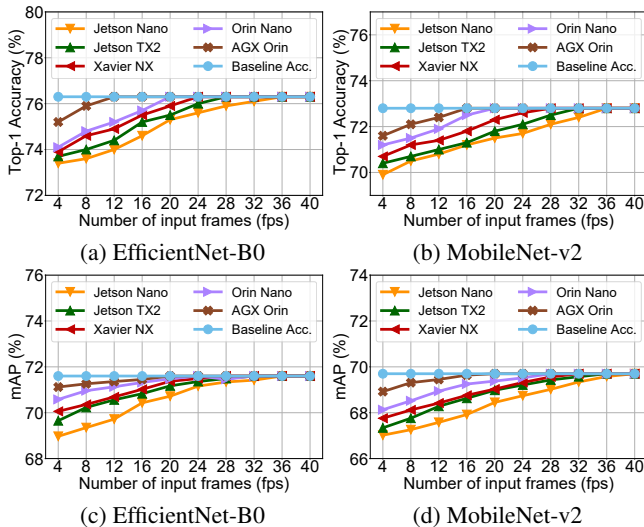 80
78
76
74
72
Top-1 Accuracy (%)
Jetson Nano
Jetson TX2
Xavier NX
Orin Nano
AGX Orin
Baseline Acc.
4 8 12 16 20 24 28 32 36 40
Number of input frames (fps)
(a) EfficientNet-B0
76
74
72
70
Top-1 Accuracy (%)
Jetson Nano
Jetson TX2
Xavier NX
Orin Nano
AGX Orin
Baseline Acc.
4 8 12 16 20 24 28 32 36 40
Number of input frames (fps)
(b) MobileNet-v2
76
74
72
70
68
mAP (%)
Jetson Nano
Jetson TX2
Xavier NX
Orin Nano
AGX Orin
Baseline Acc.
4 8 12 16 20 24 28 32 36 40
Number of input frames (fps)
(c) EfficientNet-B0
74
72
70
68
66
mAP (%)
Jetson Nano
Jetson TX2
Xavier NX
Orin Nano
AGX Orin
Baseline Acc.
4 8 12 16 20 24 28 32 36 40
Number of input frames (fps)
(d) MobileNet-v2